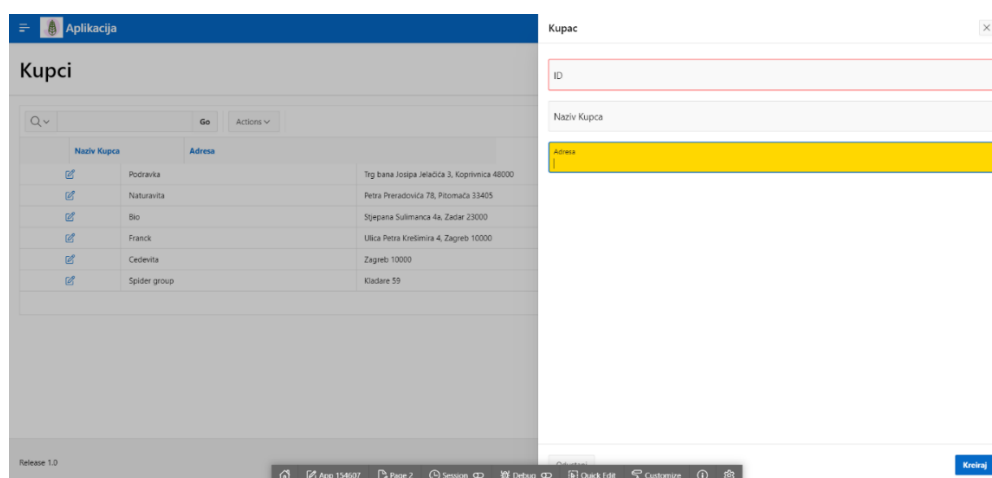 Aplikacija
Kupci
Go Actions
Naziv Kupca Adresa
Podravka Trg bana Josipa Jelačića 3, Koprivnica 48000
Naturavita Petra Preradovića 78, Pitomača 33405
Bio Stjepana Sulimanca 4a, Zadar 23000
Franck Ulica Petra Krešimira 4, Zagreb 10000
Cedevita Zagreb 10000
Spider group Kladare 59
Release 1.0
Kupac
ID
Naziv Kupca
Adresa
Odustani Kreiraj
App 154607 Page 2 Session Debug Quick Edit Customize